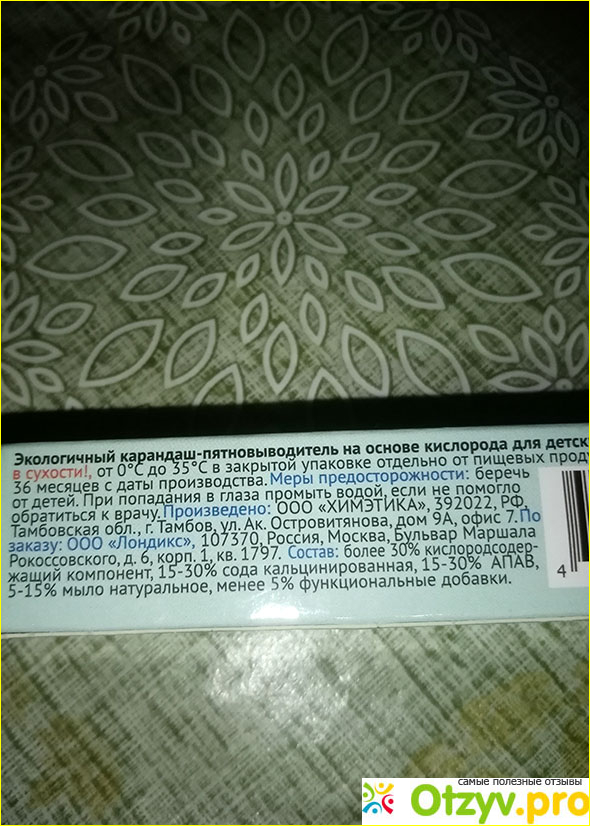 Экологичный карандаш-пятновыводитель на основе кислорода для детск
в сухости!, от 0°С до 35°С в закрытой упаковке отдельно от пищевых проду
36 месяцев с даты производства. Меры предосторожности: беречь
от детей. При попадания в глаза промыть водой, если не помогло
обратиться к врачу. Произведено: ООО «ХИМЭТИКА», 392022, РФ,
Тамбовская обл., г. Тамбов, ул. Ак. Островитянова, дом 9А, офис 7. По
заказу: ООО «Лондикс», 107370, Россия, Москва, Бульвар Маршала
Рокоссовского, д. 6, корп. 1, кв. 1797. Состав: более 30% кислородсодер-
жащий компонент, 15-30% сода кальцинированная, 15-30% АПАВ,
5-15% мыло натуральное, менее 5% функциональные добавки.
4
самые полезные отзывы
Otzyv.pro